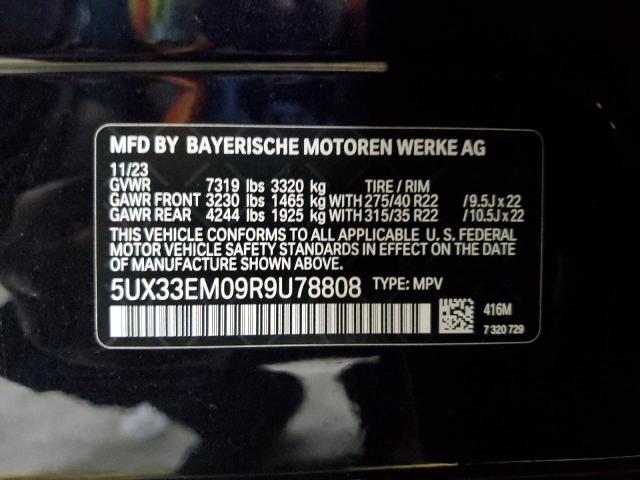 MFD BY BAYERISCHE MOTOREN WERKE AG
11/23
GVWR 7319 lbs 3320 kg TIRE / RIM
GAWR FRONT 3230 lbs 1465 kg WITH 275/40 R22 /9.5J x 22
GAWR REAR 4244 lbs 1925 kg WITH 315/35 R22 /10.5J x 22
THIS VEHICLE CONFORMS TO ALL APPLICABLE U. S. FEDERAL
MOTOR VEHICLE SAFETY STANDARDS IN EFFECT ON THE DATE
OF MANUFACTURE SHOWN ABOVE.
5UX33EM09R9U78808 TYPE: MPV
416M
7 320 729